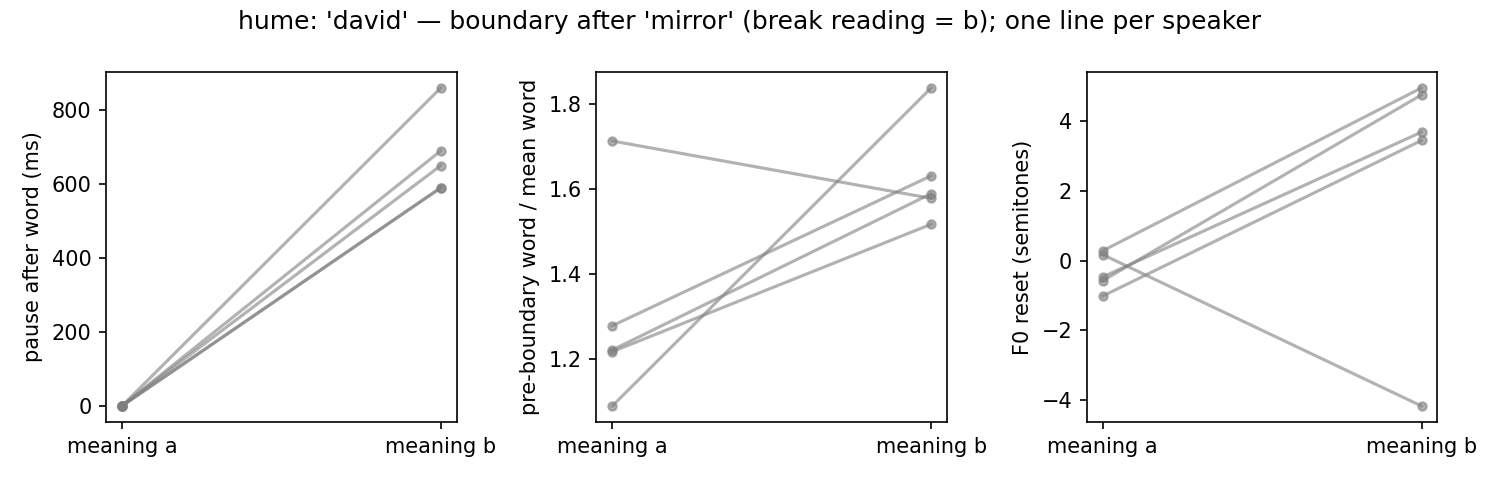 hume: 'david' — boundary after 'mirror' (break reading = b); one line per speaker
pause after word (ms)
800
600
400
200
0
meaning a
meaning b
pre-boundary word / mean word
1.8
1.6
1.4
1.2
meaning a
meaning b
F0 reset (semitones)
4
2
0
−2
−4
meaning a
meaning b